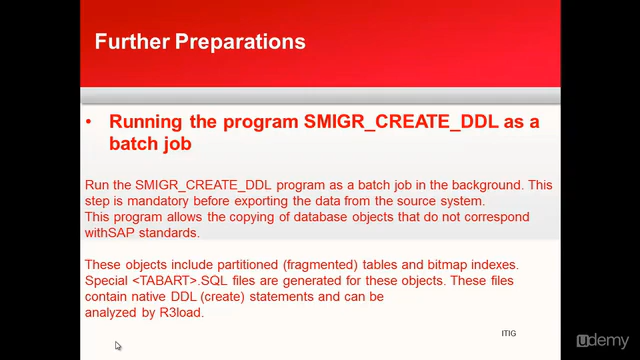 Further Preparations
• Running the program SMIGR_CREATE_DDL as a
batch job
Run the SMIGR_CREATE_DDL program as a batch job in the background. This
step is mandatory before exporting the data from the source system.
This program allows the copying of database objects that do not correspond
withSAP standards.
These objects include partitioned (fragmented) tables and bitmap indexes.
Special <TABART>.SQL files are generated for these objects. These files
contain native DDL (create) statements and can be
analyzed by R3load.
ITIG
udemy